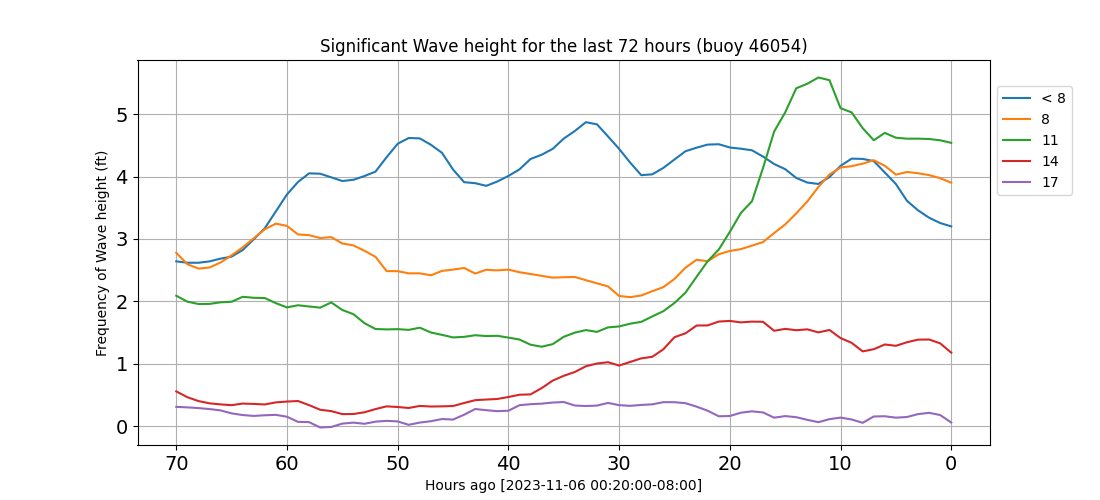 Significant Wave height for the last 72 hours (buoy 46054)
Frequency of Wave height (ft)
5
4
3
2
1
0
70 60 50 40 30 20 10 0
Hours ago [2023-11-06 00:20:00-08:00]
< 8
8
11
14
17